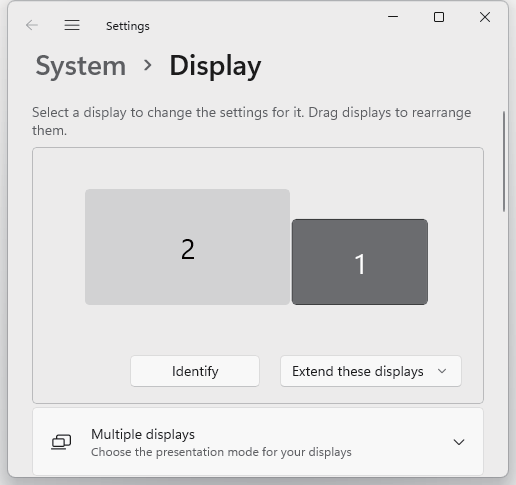 Settings
System › Display
Select a display to change the settings for it. Drag displays to rearrange
them.
2
1
Identify
Extend these displays
Multiple displays
Choose the presentation mode for your displays